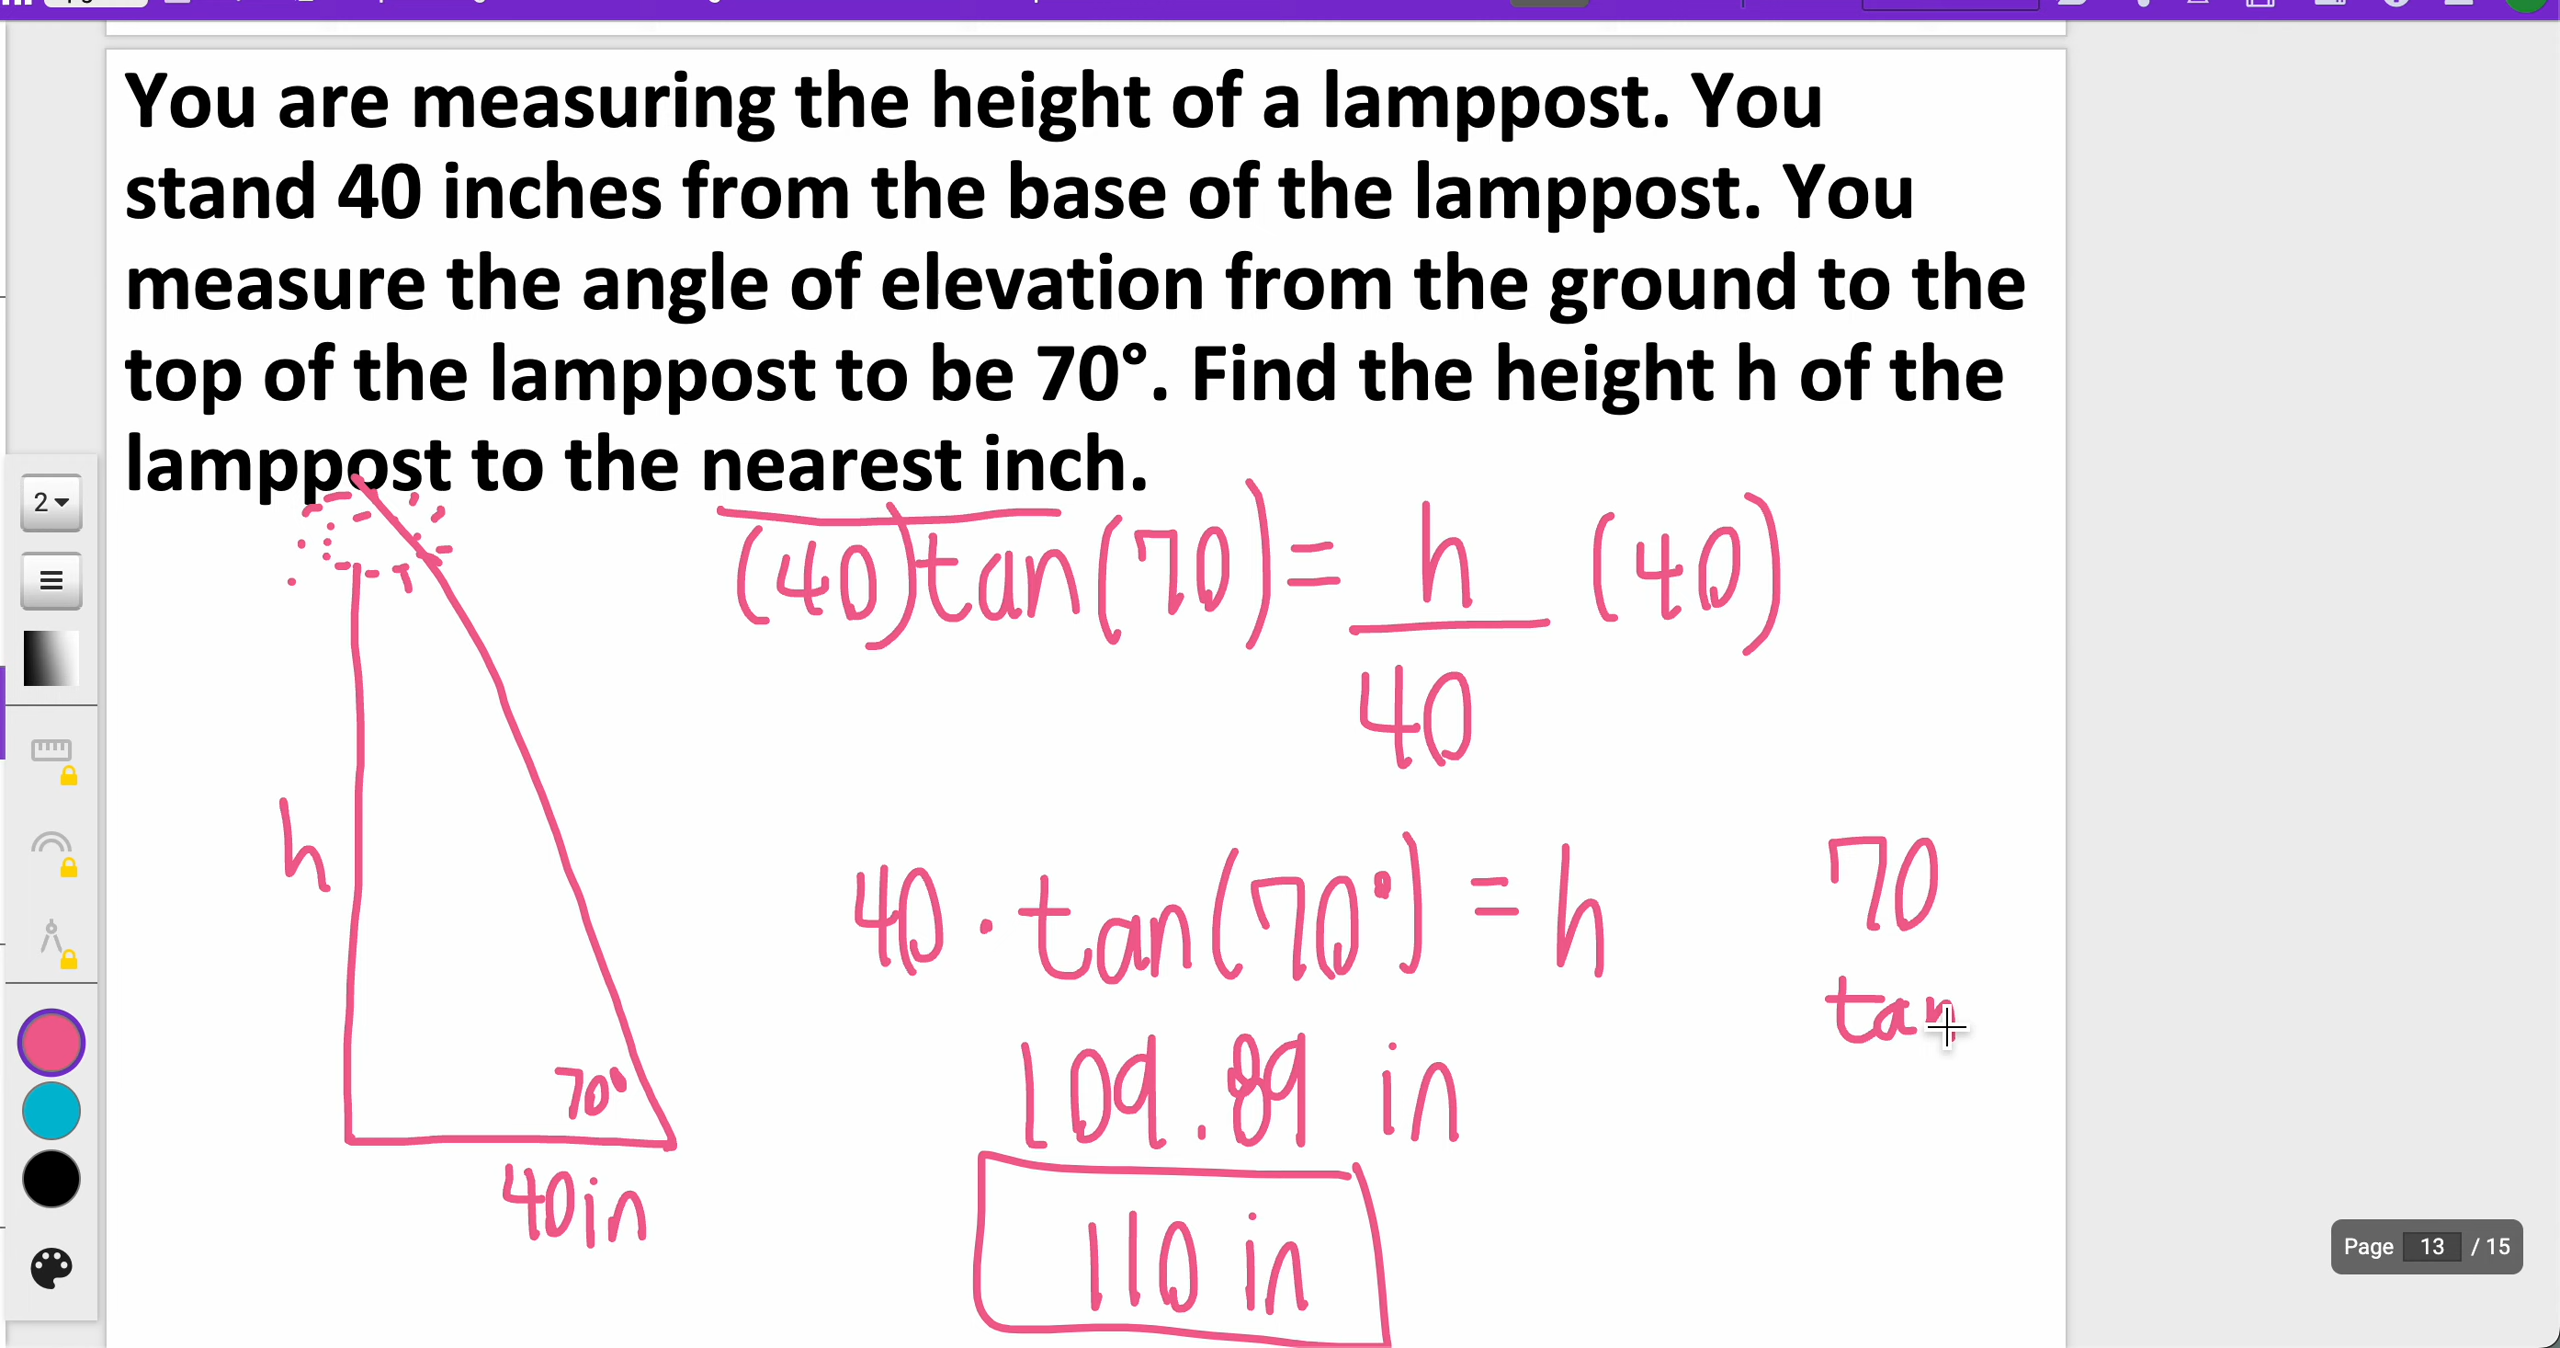 You are measuring the height of a lamppost. You
stand 40 inches from the base of the lamppost. You
measure the angle of elevation from the ground to the
top of the lamppost to be 70°. Find the height h of the
lamppost to the nearest inch.
2
(40)tan(70) = h/40 (40)
h
40 · tan(70°) = h
70
tan
109.89 in
70°
40in
110 in
Page 13 / 15